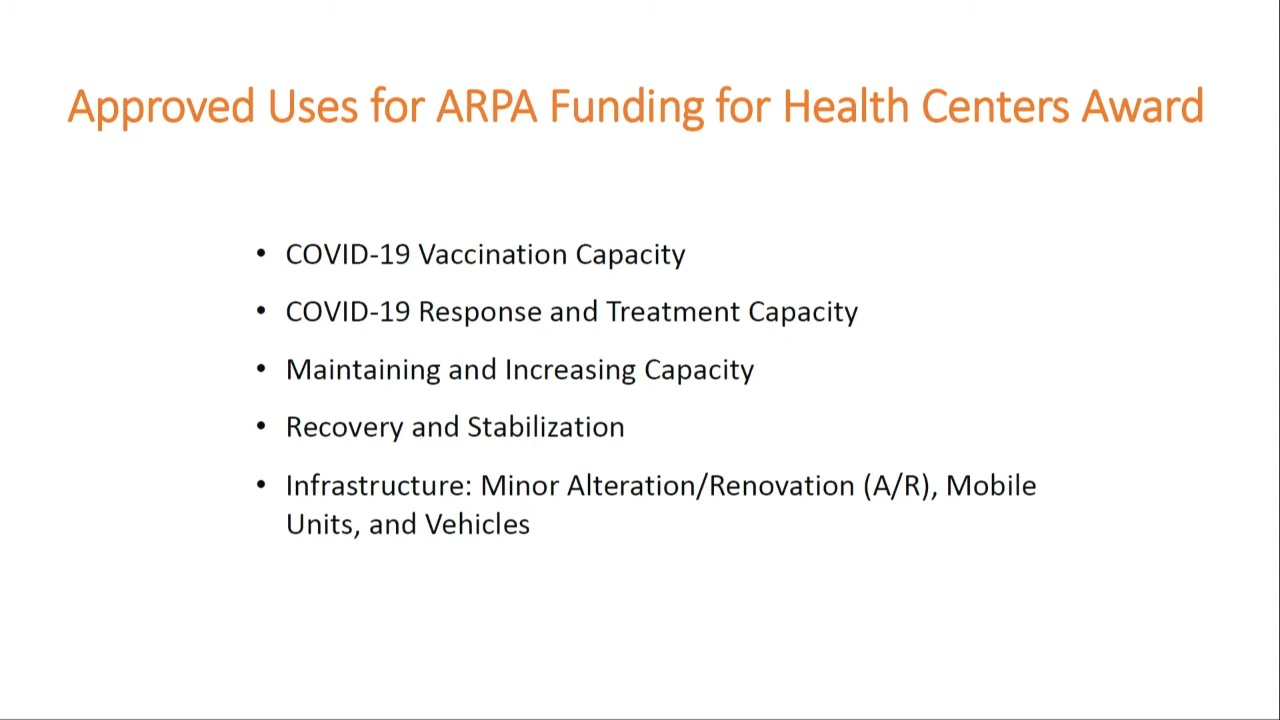 Approved Uses for ARPA Funding for Health Centers Award
• COVID-19 Vaccination Capacity
• COVID-19 Response and Treatment Capacity
• Maintaining and Increasing Capacity
• Recovery and Stabilization
• Infrastructure: Minor Alteration/Renovation (A/R), Mobile
Units, and Vehicles